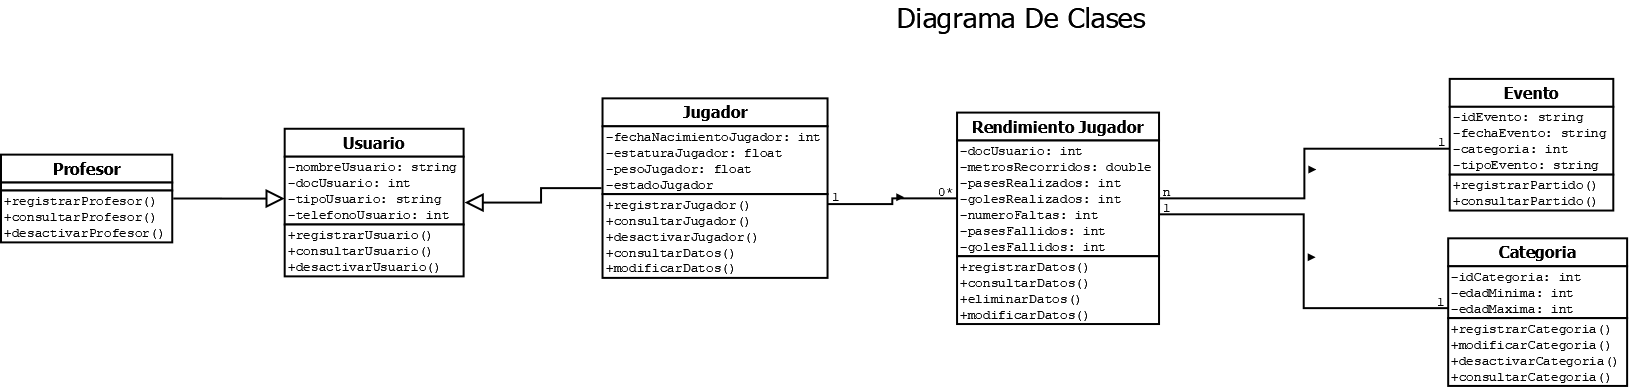 Diagrama De Clases
Profesor
+registrarProfesor()
+consultarProfesor()
+desactivarProfesor()
Usuario
-nombreUsuario: string
-docUsuario: int
-tipoUsuario: string
-telefonoUsuario: int
+registrarUsuario()
+consultarUsuario()
+desactivarUsuario()
Jugador
-fechaNacimientoJugador: int
-estaturaJugador: float
-pesoJugador: float
-estadoJugador
+registrarJugador()
+consultarJugador()
+desactivarJugador()
+consultarDatos()
+modificarDatos()
1
0*
Rendimiento Jugador
-docUsuario: int
-metrosRecorridos: double
-pasesRealizados: int
-golesRealizados: int
-numeroFaltas: int
-pasesFallidos: int
-golesFallidos: int
+registrarDatos()
+consultarDatos()
+eliminarDatos()
+modificarDatos()
n
1
1
1
Evento
-idEvento: string
-fechaEvento: string
-categoria: int
-tipoEvento: string
+registrarPartido()
+consultarPartido()
Categoria
-idCategoria: int
-edadMinima: int
-edadMaxima: int
+registrarCategoria()
+modificarCategoria()
+desactivarCategoria()
+consultarCategoria()